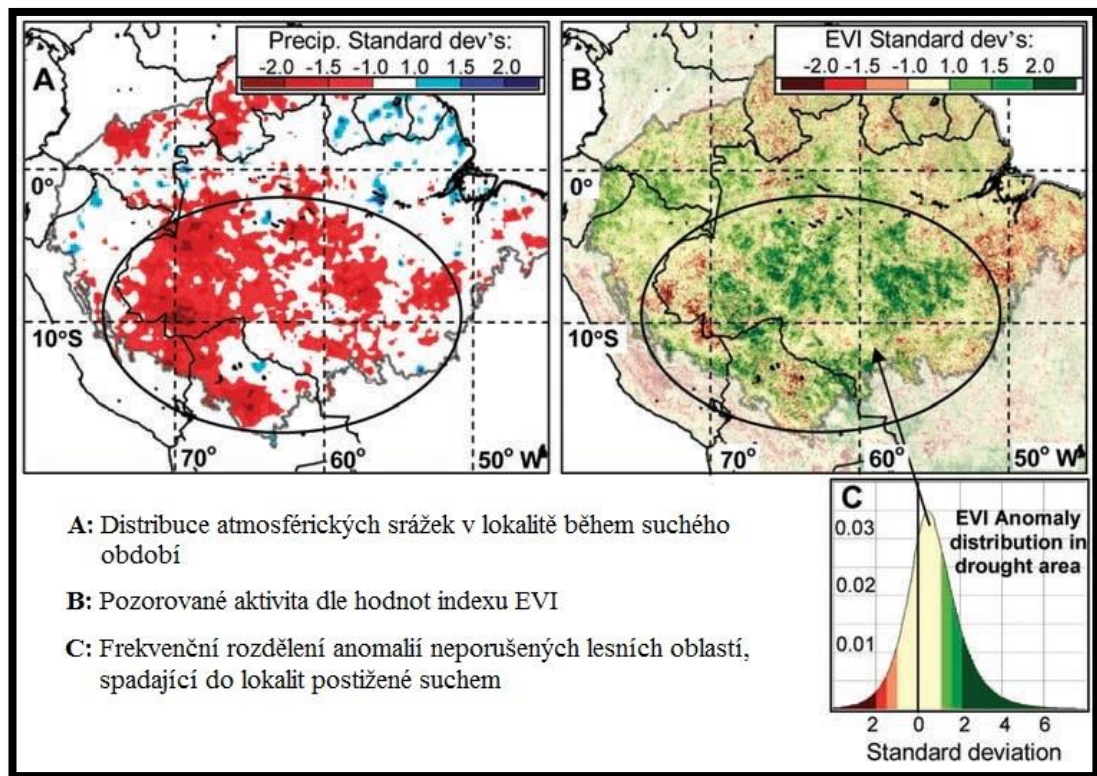 Precip. Standard dev's:
-2.0 -1.5 -1.0 1.0 1.5 2.0
A
0°
10°S
70° 60° 50° W
EVI Standard dev's:
-2.0 -1.5 -1.0 1.0 1.5 2.0
B
0°
10°S
70° 60° 50° W
A: Distribuce atmosférických srážek v lokalitě během suchého
období
B: Pozorované aktivita dle hodnot indexu EVI
C: Frekvenční rozdělení anomalií neporušených lesních oblastí,
spadající do lokalit postižené suchem
C
EVI Anomaly
distribution in
drought area
0.03
0.02
0.01
2 0 2 4 6
Standard deviation